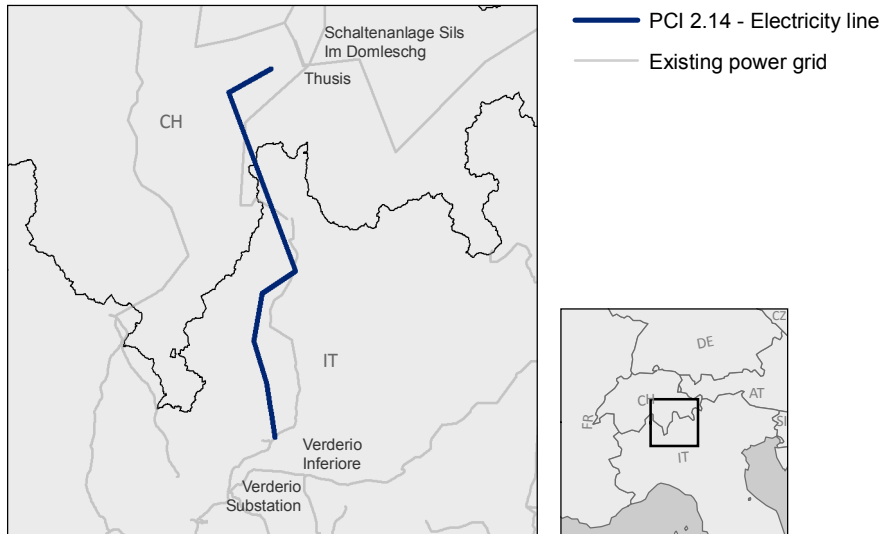 Schaltenanlage Sils
Im Domleschg
Thusis
CH
IT
Verderio
Inferiore
Verderio
Substation
PCI 2.14 - Electricity line
Existing power grid
CZ
DE
AT
CH
FR
SI
IT